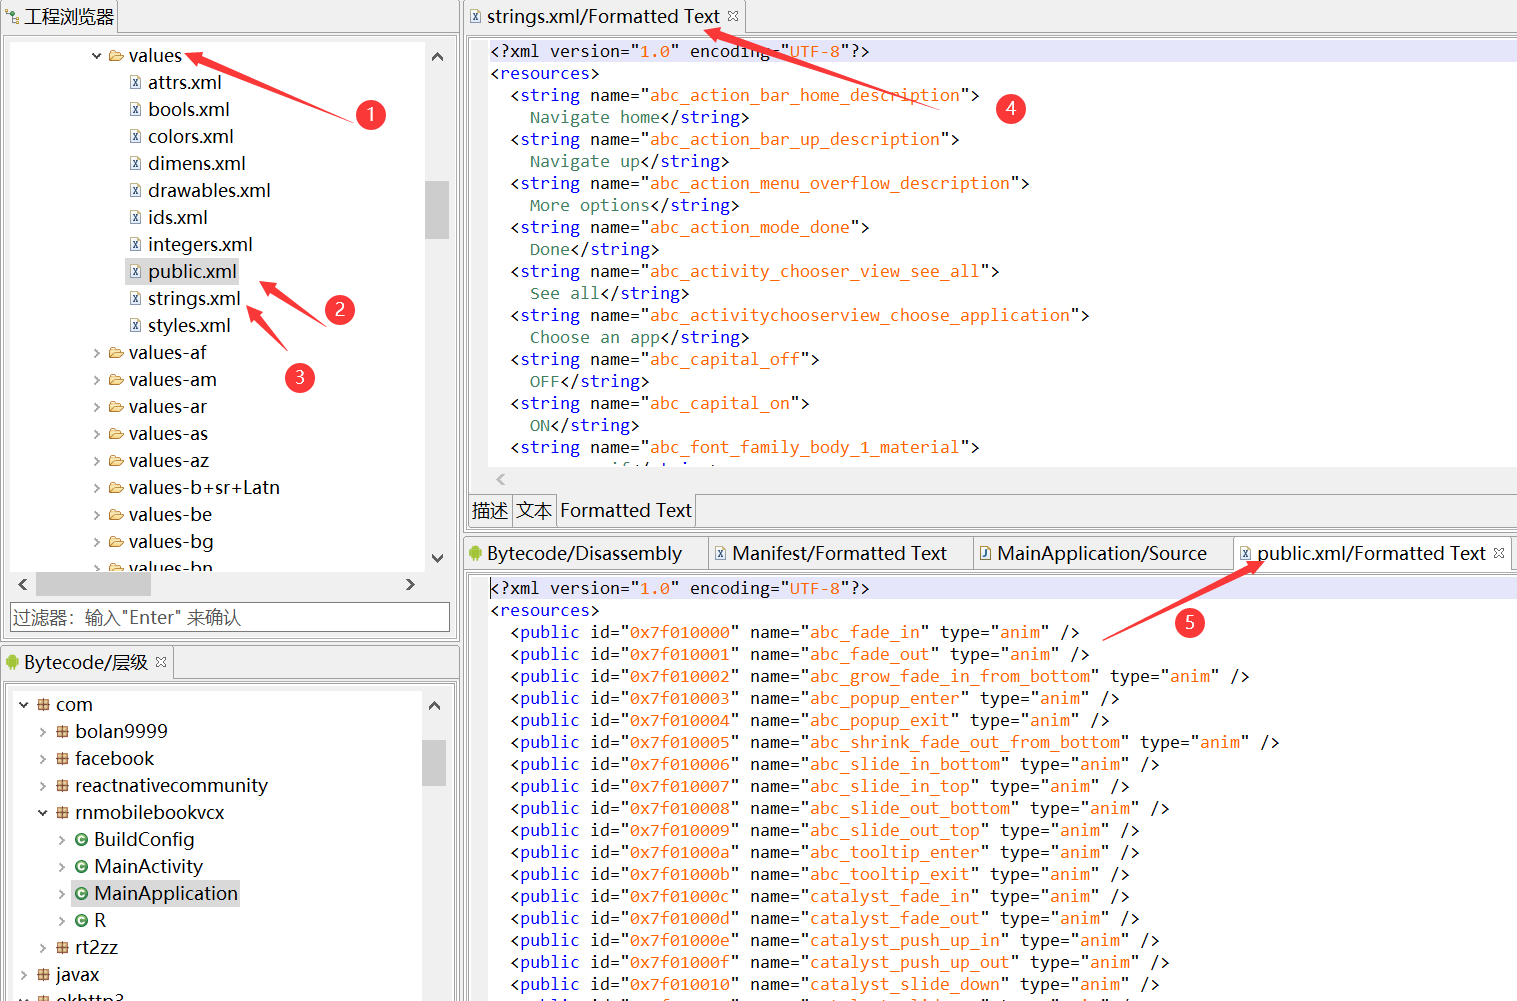 工程浏览器
values
attrs.xml
bools.xml
colors.xml
dimens.xml
drawables.xml
ids.xml
integers.xml
public.xml
strings.xml
styles.xml
values-af
values-am
values-ar
values-as
values-az
values-b+sr+Latn
values-be
values-bg
values-bn
1
2
3
过滤器：输入"Enter" 来确认
Bytecode/层级
com
bolan9999
facebook
reactnativecommunity
rnmobilebookvcx
BuildConfig
MainActivity
MainApplication
R
rt2zz
javax
okhttp3
strings.xml/Formatted Text
<?xml version="1.0" encoding="UTF-8"?>
<resources>
<string name="abc_action_bar_home_description">
Navigate home</string>
<string name="abc_action_bar_up_description">
Navigate up</string>
<string name="abc_action_menu_overflow_description">
More options</string>
<string name="abc_action_mode_done">
Done</string>
<string name="abc_activity_chooser_view_see_all">
See all</string>
<string name="abc_activitychooserview_choose_application">
Choose an app</string>
<string name="abc_capital_off">
OFF</string>
<string name="abc_capital_on">
ON</string>
<string name="abc_font_family_body_1_material">
4
描述 文本 Formatted Text
Bytecode/Disassembly Manifest/Formatted Text MainApplication/Source public.xml/Formatted Text
<?xml version="1.0" encoding="UTF-8"?>
<resources>
5
<public id="0x7f010000" name="abc_fade_in" type="anim" />
<public id="0x7f010001" name="abc_fade_out" type="anim" />
<public id="0x7f010002" name="abc_grow_fade_in_from_bottom" type="anim" />
<public id="0x7f010003" name="abc_popup_enter" type="anim" />
<public id="0x7f010004" name="abc_popup_exit" type="anim" />
<public id="0x7f010005" name="abc_shrink_fade_out_from_bottom" type="anim" />
<public id="0x7f010006" name="abc_slide_in_bottom" type="anim" />
<public id="0x7f010007" name="abc_slide_in_top" type="anim" />
<public id="0x7f010008" name="abc_slide_out_bottom" type="anim" />
<public id="0x7f010009" name="abc_slide_out_top" type="anim" />
<public id="0x7f01000a" name="abc_tooltip_enter" type="anim" />
<public id="0x7f01000b" name="abc_tooltip_exit" type="anim" />
<public id="0x7f01000c" name="catalyst_fade_in" type="anim" />
<public id="0x7f01000d" name="catalyst_fade_out" type="anim" />
<public id="0x7f01000e" name="catalyst_push_up_in" type="anim" />
<public id="0x7f01000f" name="catalyst_push_up_out" type="anim" />
<public id="0x7f010010" name="catalyst_slide_down" type="anim" />